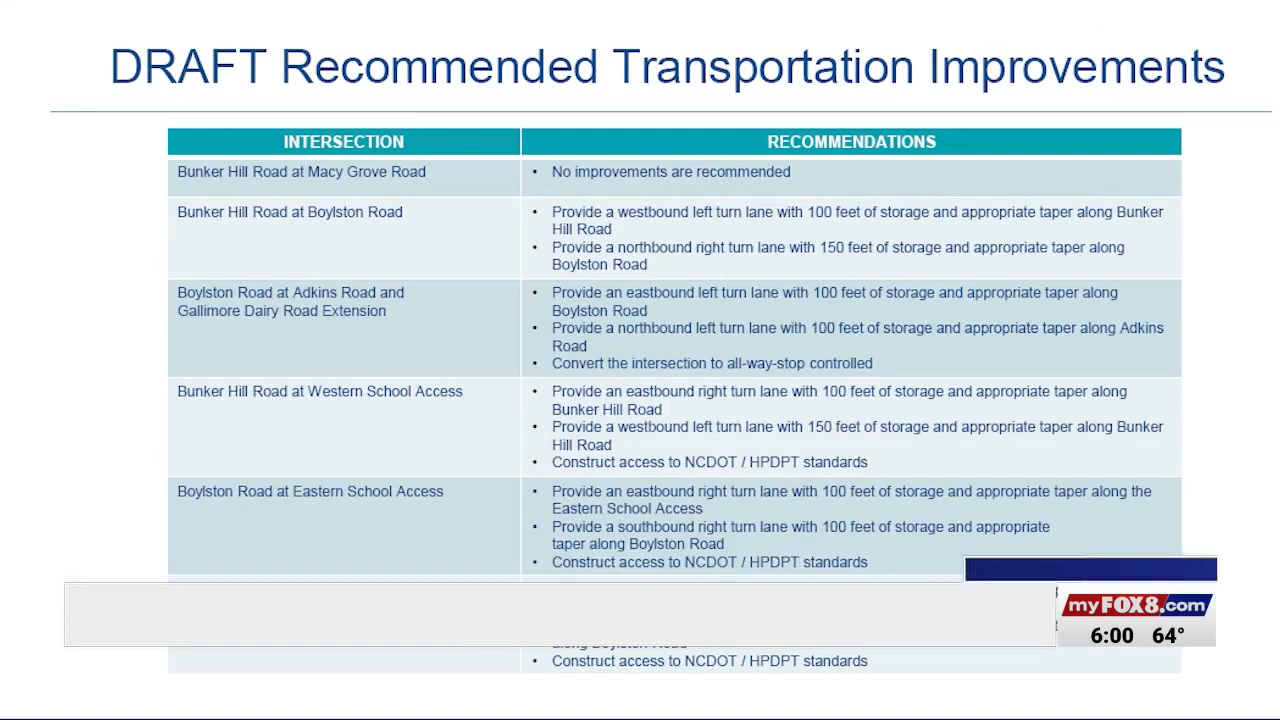 DRAFT Recommended Transportation Improvements
INTERSECTION
RECOMMENDATIONS
Bunker Hill Road at Macy Grove Road
• No improvements are recommended
Bunker Hill Road at Boylston Road
• Provide a westbound left turn lane with 100 feet of storage and appropriate taper along Bunker
Hill Road
• Provide a northbound right turn lane with 150 feet of storage and appropriate taper along
Boylston Road
Boylston Road at Adkins Road and
Gallimore Dairy Road Extension
• Provide an eastbound left turn lane with 100 feet of storage and appropriate taper along
Boylston Road
• Provide a northbound left turn lane with 100 feet of storage and appropriate taper along Adkins
Road
• Convert the intersection to all-way-stop controlled
Bunker Hill Road at Western School Access
• Provide an eastbound right turn lane with 100 feet of storage and appropriate taper along
Bunker Hill Road
• Provide a westbound left turn lane with 150 feet of storage and appropriate taper along Bunker
Hill Road
• Construct access to NCDOT / HPDPT standards
Boylston Road at Eastern School Access
• Provide an eastbound right turn lane with 100 feet of storage and appropriate taper along the
Eastern School Access
• Provide a southbound right turn lane with 100 feet of storage and appropriate
taper along Boylston Road
• Construct access to NCDOT / HPDPT standards
along Boylston Road
• Construct access to NCDOT / HPDPT standards
myFOX8.com
6:00 64°